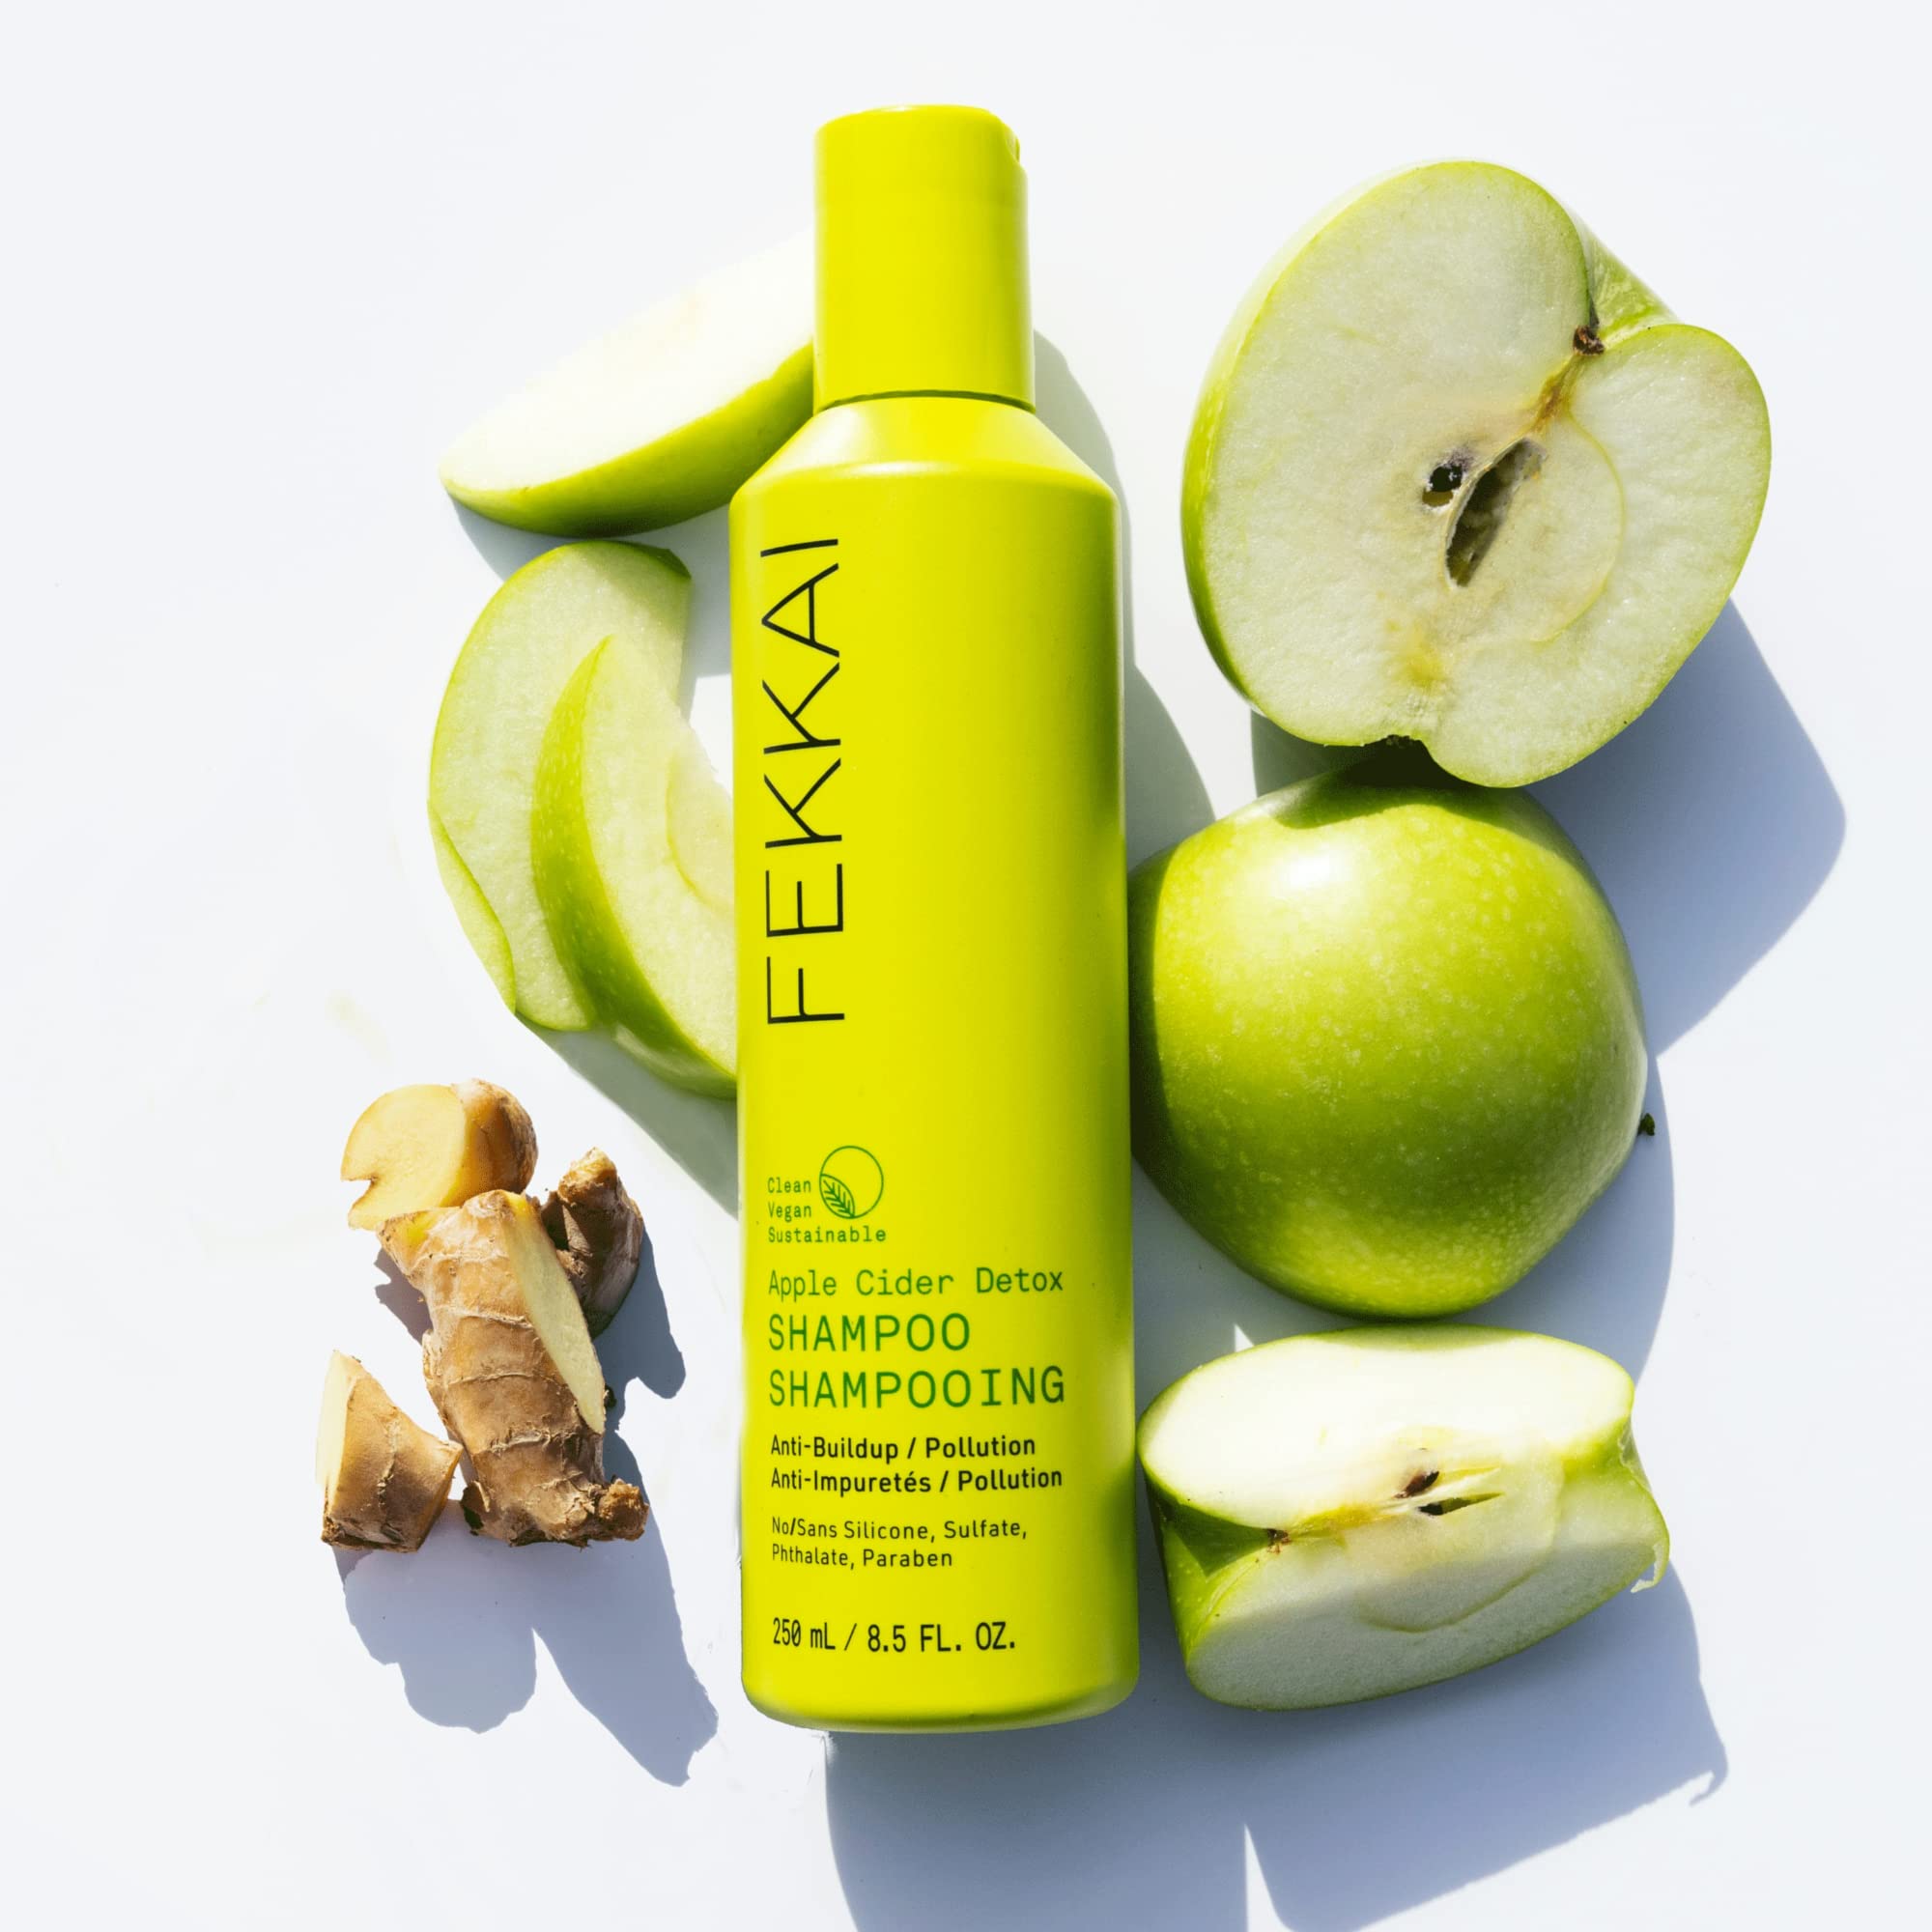 FEKKAI
Clean
Vegan
Sustainable
Apple Cider Detox
SHAMPOO
SHAMPOOING
Anti-Buildup / Pollution
Anti-Impuretés / Pollution
No/Sans Silicone, Sulfate,
Phthalate, Paraben
250 mL / 8.5 FL. OZ.